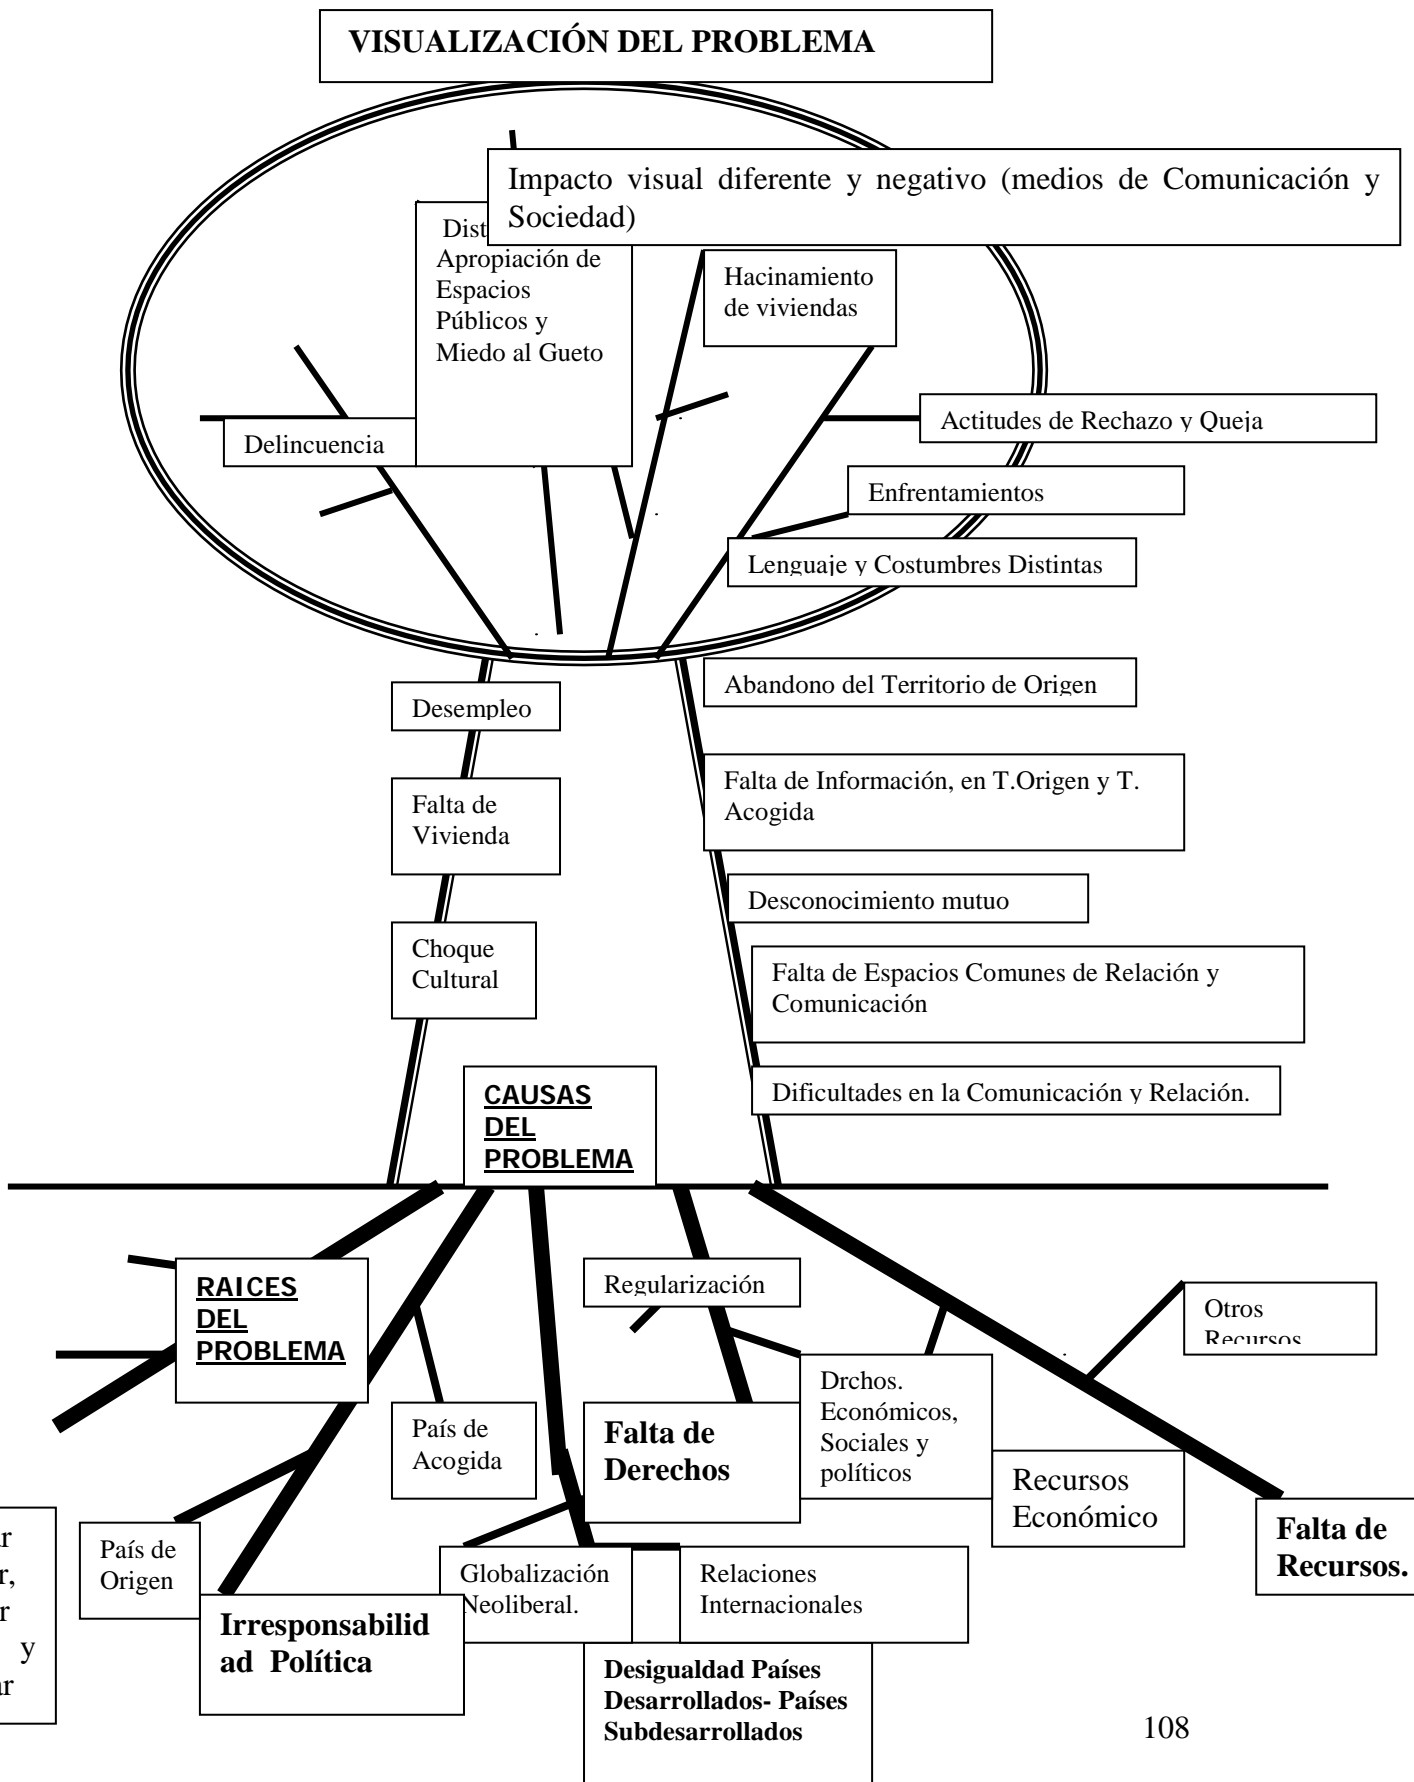 VISUALIZACIÓN DEL PROBLEMA
Impacto visual diferente y negativo (medios de Comunicación y
Sociedad)
Apropiación de
Espacios
Públicos y
Miedo al Gueto
Hacinamiento
de viviendas
Actitudes de Rechazo y Queja
Delincuencia
Enfrentamientos
Lenguaje y Costumbres Distintas
Desempleo
Abandono del Territorio de Origen
Falta de
Vivienda
Falta de Información, en T.Origen y T.
Acogida
Desconocimiento mutuo
Choque
Cultural
Falta de Espacios Comunes de Relación y
Comunicación
Dificultades en la Comunicación y Relación.
CAUSAS
DEL
PROBLEMA
RAICES
DEL
PROBLEMA
Regularización
Otros
Recursos
País de
Acogida
Falta de
Derechos
Drchos.
Económicos,
Sociales y
políticos
Recursos
Económico
Falta de
Recursos.
País de
Origen
y
Globalización
Neoliberal.
Relaciones
Internacionales
Irresponsabilid
ad Política
Desigualdad Países
Desarrollados- Países
Subdesarrollados
108